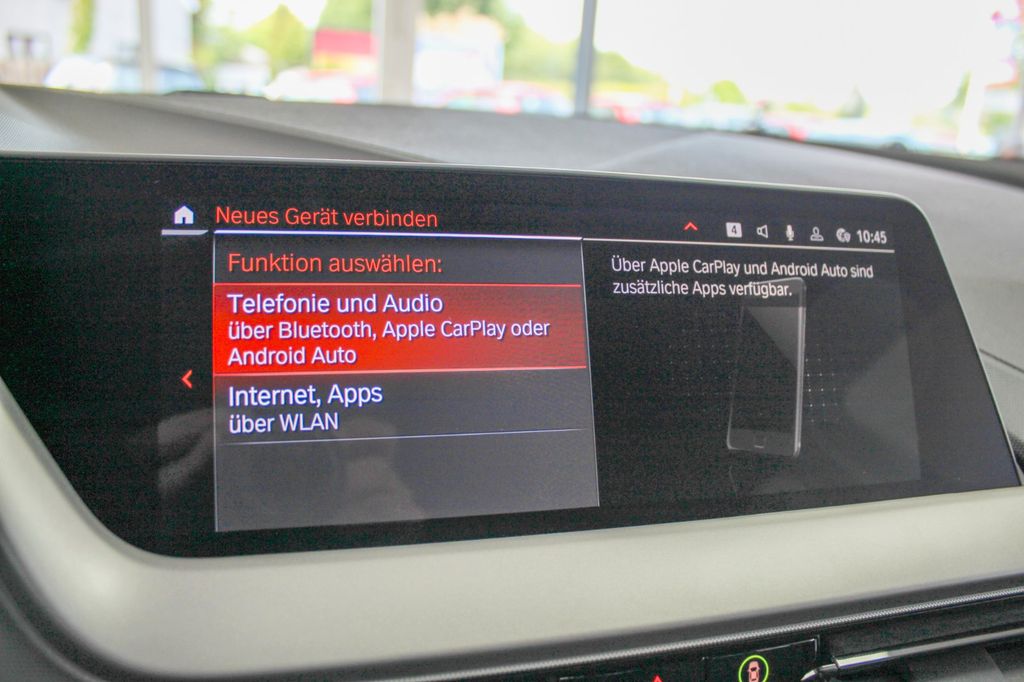 Neues Gerät verbinden
4
10:45
Funktion auswählen:
Telefonie und Audio
über Bluetooth, Apple CarPlay oder
Android Auto
Internet, Apps
über WLAN
Über Apple CarPlay und Android Auto sind
zusätzliche Apps verfügbar.